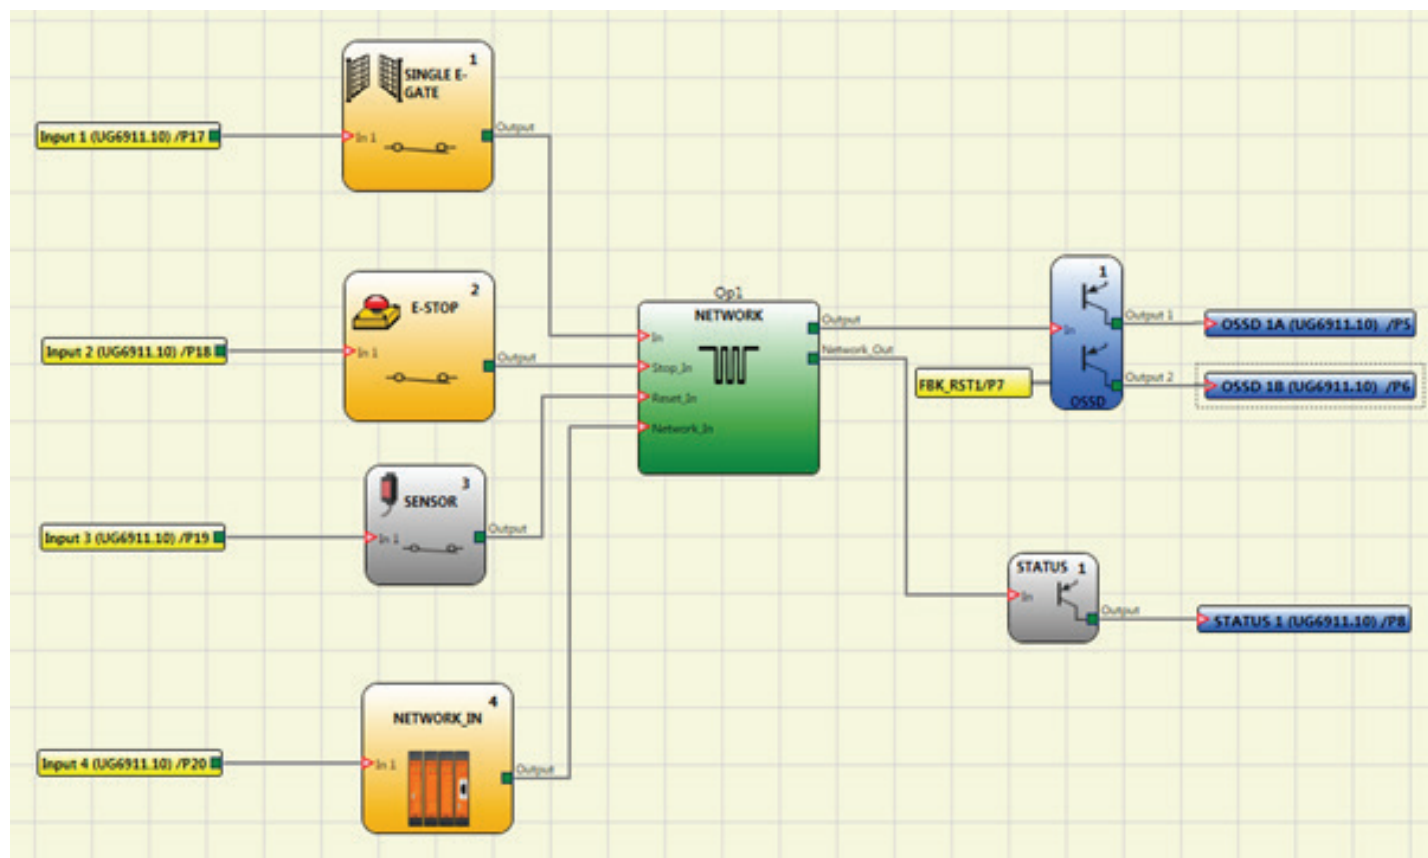 1
SINGLE E-
GATE
Input 1 (UG6911.10) /P17
In 1
Output
2
E-STOP
Input 2 (UG6911.10) /P18
In 1
Output
3
SENSOR
Input 3 (UG6911.10) /P19
In 1
Output
4
NETWORK_IN
Input 4 (UG6911.10) /P20
In 1
Output
Op1
NETWORK
In
Stop_In
Reset_In
Network_In
Output
Network_Out
FBK_RST1/P7
1
In
Output 1
Output 2
OSSD
OSSD 1A (UG6911.10) /P5
OSSD 1B (UG6911.10) /P6
STATUS 1
In
Output
STATUS 1 (UG6911.10) /P8